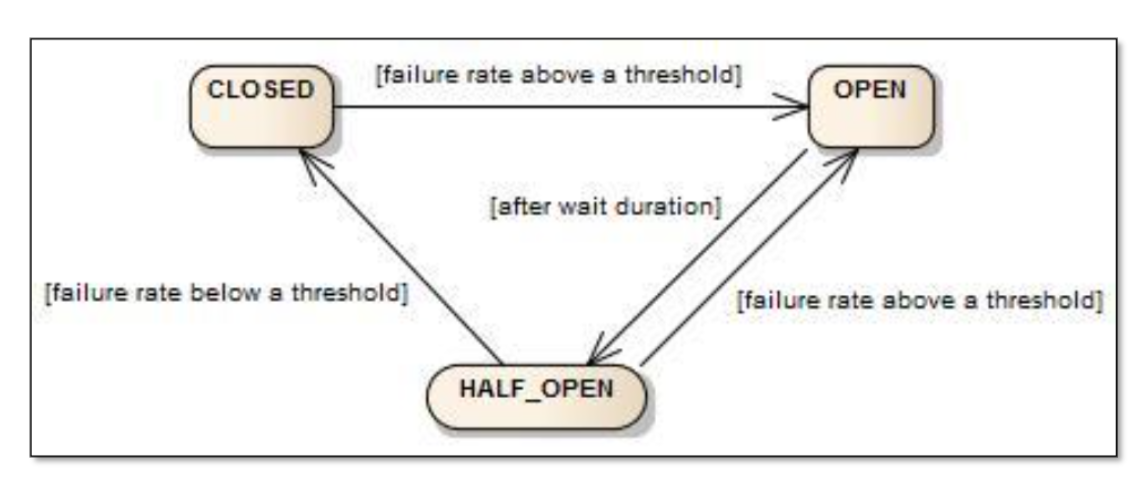 [failure rate above a threshold]
CLOSED
OPEN
[after wait duration]
[failure rate below a threshold]
[failure rate above a threshold]
HALF_OPEN